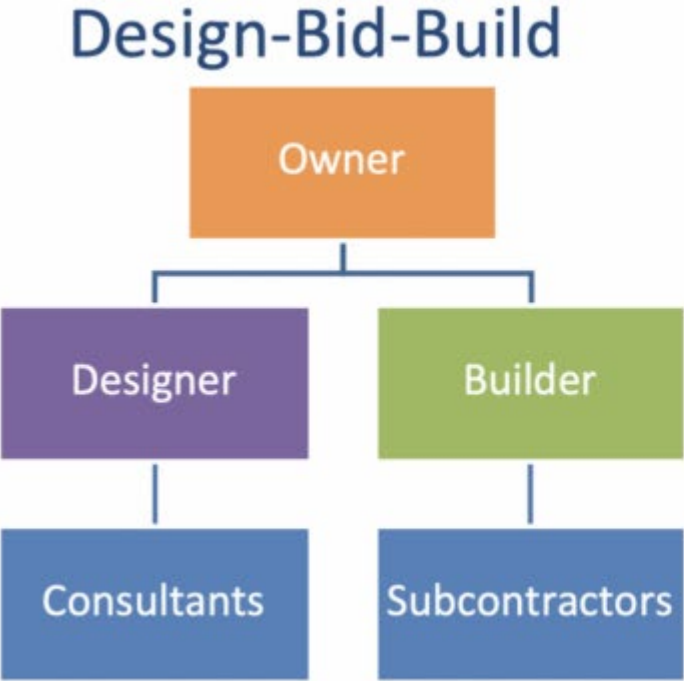 Design-Bid-Build
Owner
Designer
Builder
Consultants
Subcontractors